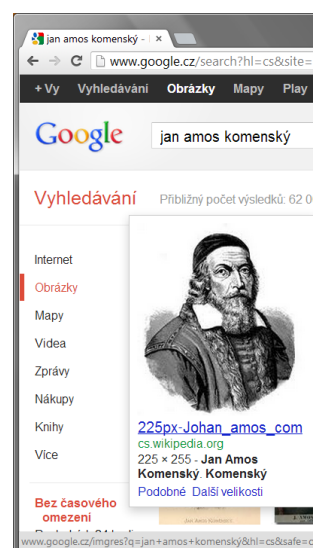 jan amos komenský -
www.google.cz/search?hl=cs&site=
+Vy Vyhledávání Obrázky Mapy Play
Google
jan amos komenský
Vyhledávání
Přibližný počet výsledků: 62 0
Internet
Obrázky
Mapy
Videa
Zprávy
Nákupy
Knihy
Více
225px-Johan_amos_com
cs.wikipedia.org
225 × 255 - Jan Amos
Komenský. Komenský
Podobné Další velikosti
Bez časového
omezení
www.google.cz/imgres?q=jan+amos+komenský&hl=cs&safe=o